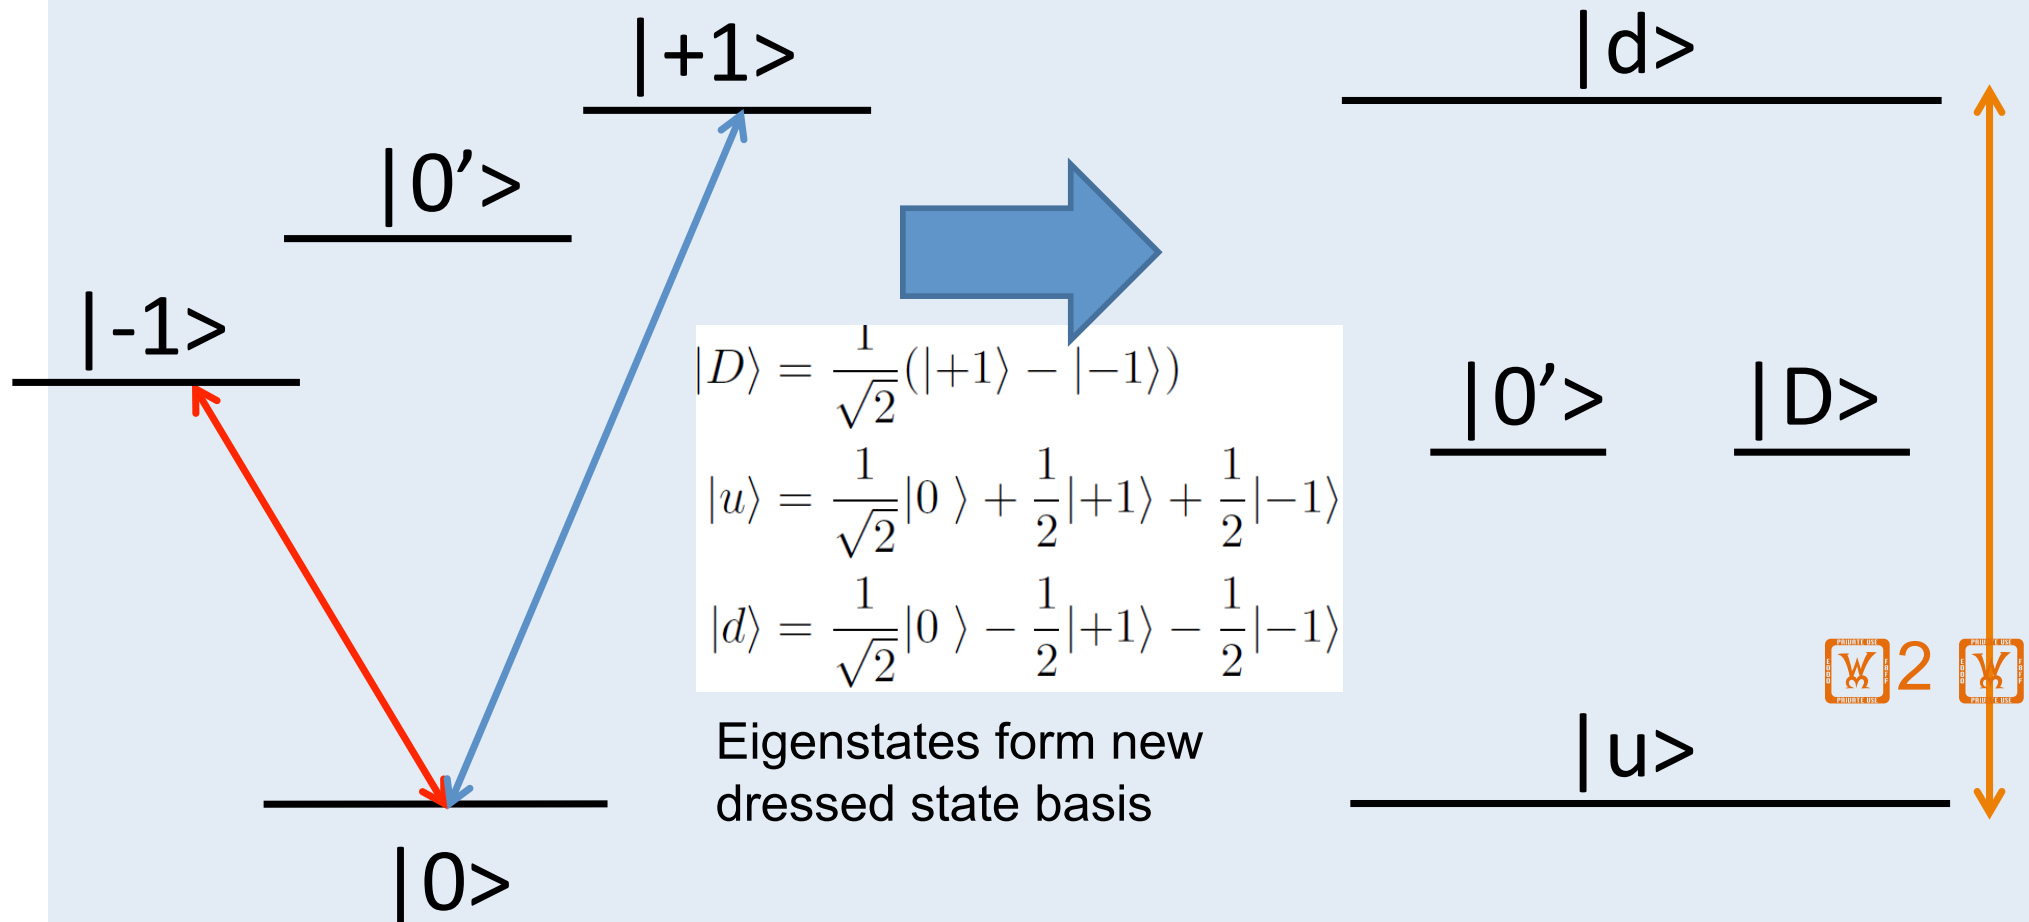 |+1>
|d>
|0’>
|-1>
|0’>
|D>
|D⟩ = 1/√2 (|+1⟩ − |−1⟩)
|u⟩ = 1/√2 |0 ⟩ + 1/2 |+1⟩ + 1/2 |−1⟩
|d⟩ = 1/√2 |0 ⟩ − 1/2 |+1⟩ − 1/2 |−1⟩
2
|u>
Eigenstates form new
dressed state basis
|0>